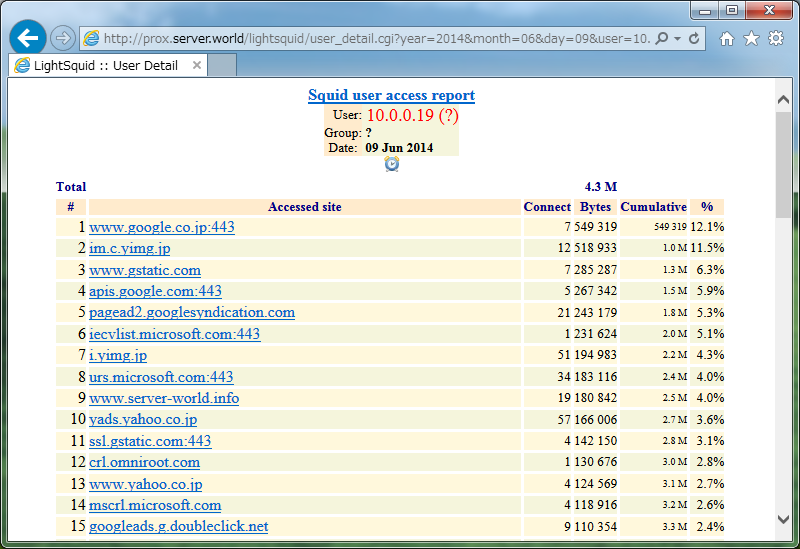 http://prox.server.world/lightsquid/user_detail.cgi?year=2014&month=06&day=09&user=10.
LightSquid :: User Detail
Squid user access report
User: 10.0.0.19 (?)
Group: ?
Date: 09 Jun 2014
Total 4.3 M
# Accessed site Connect Bytes Cumulative %
1 www.google.co.jp:443 7 549 319 549 319 12.1%
2 im.c.yimg.jp 12 518 933 1.0 M 11.5%
3 www.gstatic.com 7 285 287 1.3 M 6.3%
4 apis.google.com:443 5 267 342 1.5 M 5.9%
5 pagead2.googlesyndication.com 21 243 179 1.8 M 5.3%
6 iecvlist.microsoft.com:443 1 231 624 2.0 M 5.1%
7 i.yimg.jp 51 194 983 2.2 M 4.3%
8 urs.microsoft.com:443 34 183 116 2.4 M 4.0%
9 www.server-world.info 19 180 842 2.5 M 4.0%
10 yads.yahoo.co.jp 57 166 006 2.7 M 3.6%
11 ssl.gstatic.com:443 4 142 150 2.8 M 3.1%
12 crl.omniroot.com 1 130 676 3.0 M 2.8%
13 www.yahoo.co.jp 4 124 569 3.1 M 2.7%
14 mscrl.microsoft.com 4 118 916 3.2 M 2.6%
15 googleads.g.doubleclick.net 9 110 354 3.3 M 2.4%